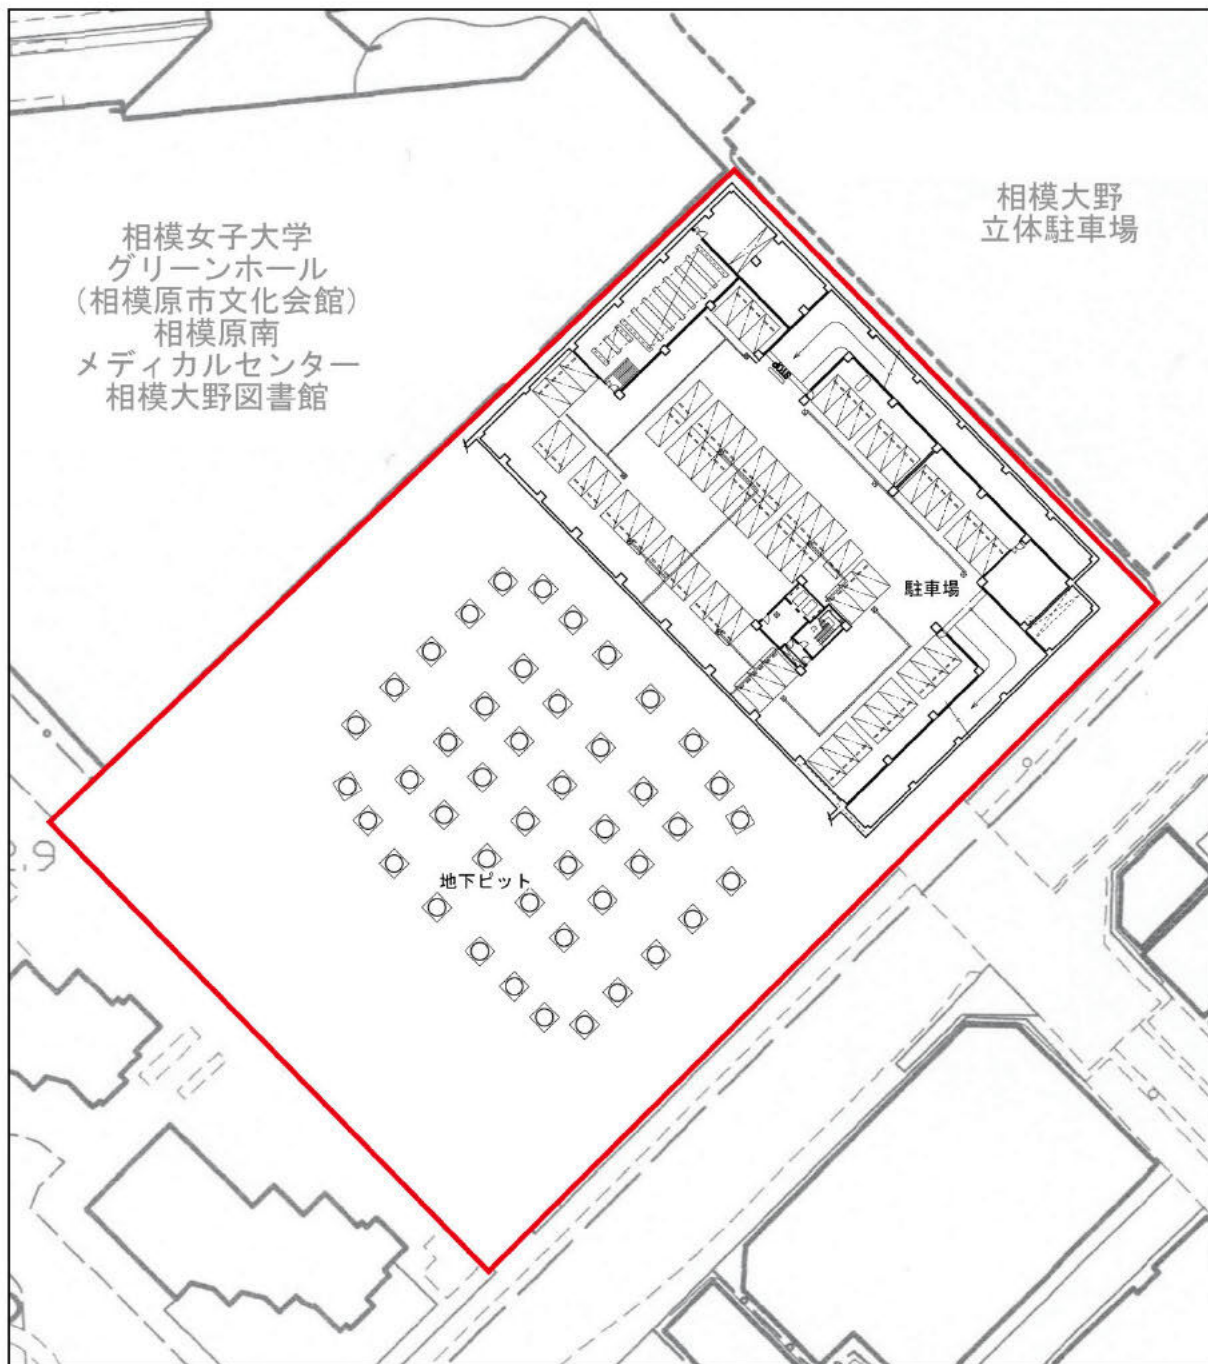 相模女子大学
グリーンホール
（相模原市文化会館）
相模原南
メディカルセンター
相模大野図書館
相模大野
立体駐車場
STOP
駐車場
地下ピット